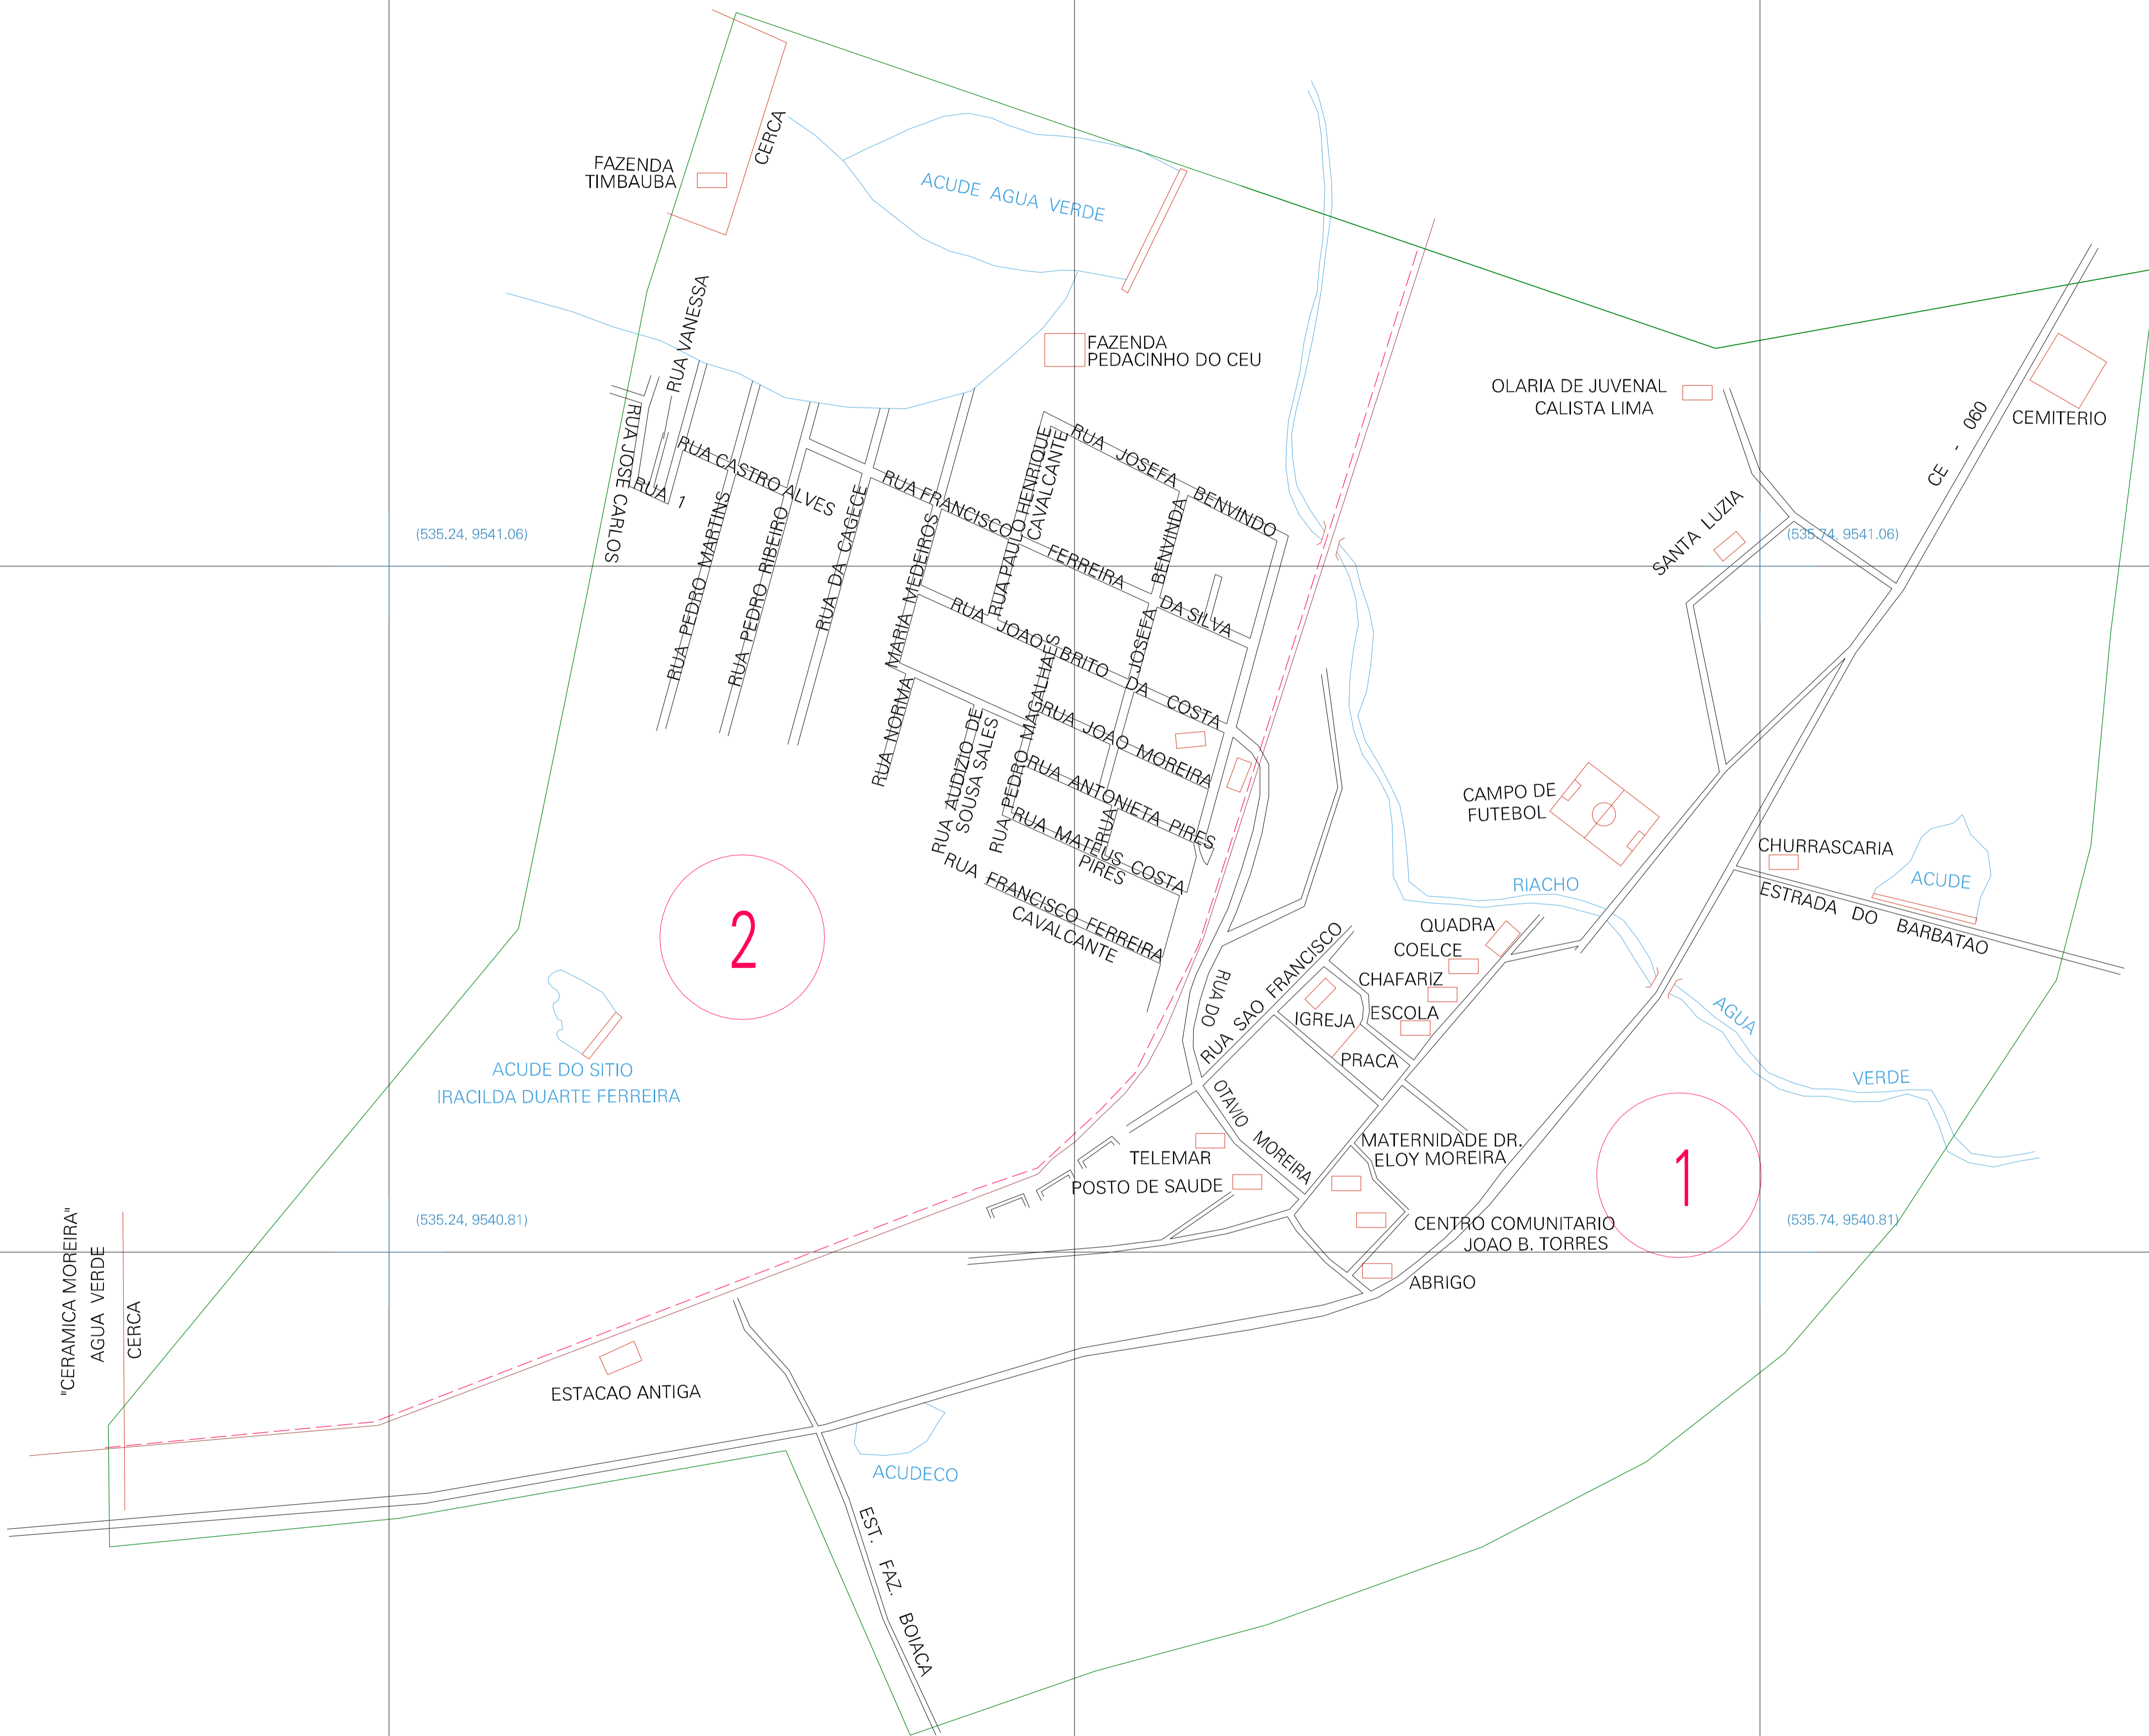 FAZENDA
TIMBAUBA
CERCA
ACUDE AGUA VERDE
RUA VANESSA
FAZENDA
PEDACINHO DO CEU
OLARIA DE JUVENAL
CALISTA LIMA
CE - 060
CEMITERIO
RUA JOSE CARLOS
RUA 1
RUA CASTRO ALVES
RUA PEDRO MARTINS
RUA PEDRO RIBEIRO
RUA DA CAGECE
RUA FRANCISCO FERREIRA DA SILVA
RUA PAULO HENRIQUE
CAVALCANTE
RUA JOSEFA BENVINDO
RUA JOSEFA BENVINDA
RUA NORMA MARIA MEDEIROS
SANTA LUZIA
(535.24, 9541.06)
(535.74, 9541.06)
RUA JOAO BRITO DA COSTA
RUA PEDRO MAGALHAES
RUA JOAO MOREIRA
RUA AUDIZIO DE
SOUSA SALES
RUA ANTONIETA PIRES
RUA MATEUS COSTA
PIRES
RUA FRANCISCO FERREIRA
CAVALCANTE
CAMPO DE
FUTEBOL
CHURRASCARIA
ACUDE
ESTRADA DO BARBATAO
RIACHO AGUA VERDE
2
QUADRA
COELCE
CHAFARIZ
ESCOLA
IGREJA
PRACA
RUA SAO FRANCISCO
RUA DO OTAVIO MOREIRA
ACUDE DO SITIO
IRACILDA DUARTE FERREIRA
MATERNIDADE DR.
ELOY MOREIRA
TELEMAR
POSTO DE SAUDE
1
(535.24, 9540.81)
(535.74, 9540.81)
CENTRO COMUNITARIO
JOAO B. TORRES
ABRIGO
"CERAMICA MOREIRA"
AGUA VERDE
CERCA
ESTACAO ANTIGA
ACUDECO
EST. FAZ. BOIACA